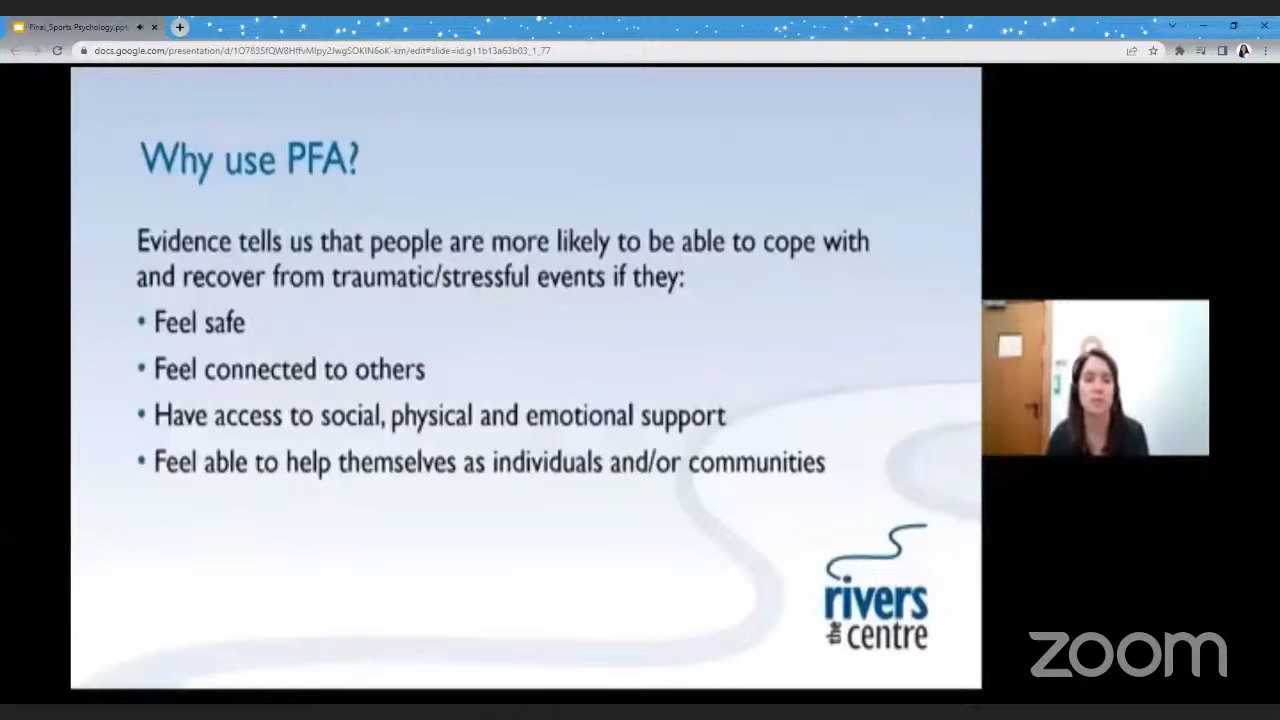 Final_Sports Psychology.ppt
docs.google.com/presentation/d/1O783SfQW8HffvMIpy2JwgSOKIN6oK-km/edit#slide=id.g11b13a63b03_1_77
Why use PFA?
Evidence tells us that people are more likely to be able to cope with
and recover from traumatic/stressful events if they:
• Feel safe
• Feel connected to others
• Have access to social, physical and emotional support
• Feel able to help themselves as individuals and/or communities
the rivers
centre
zoom